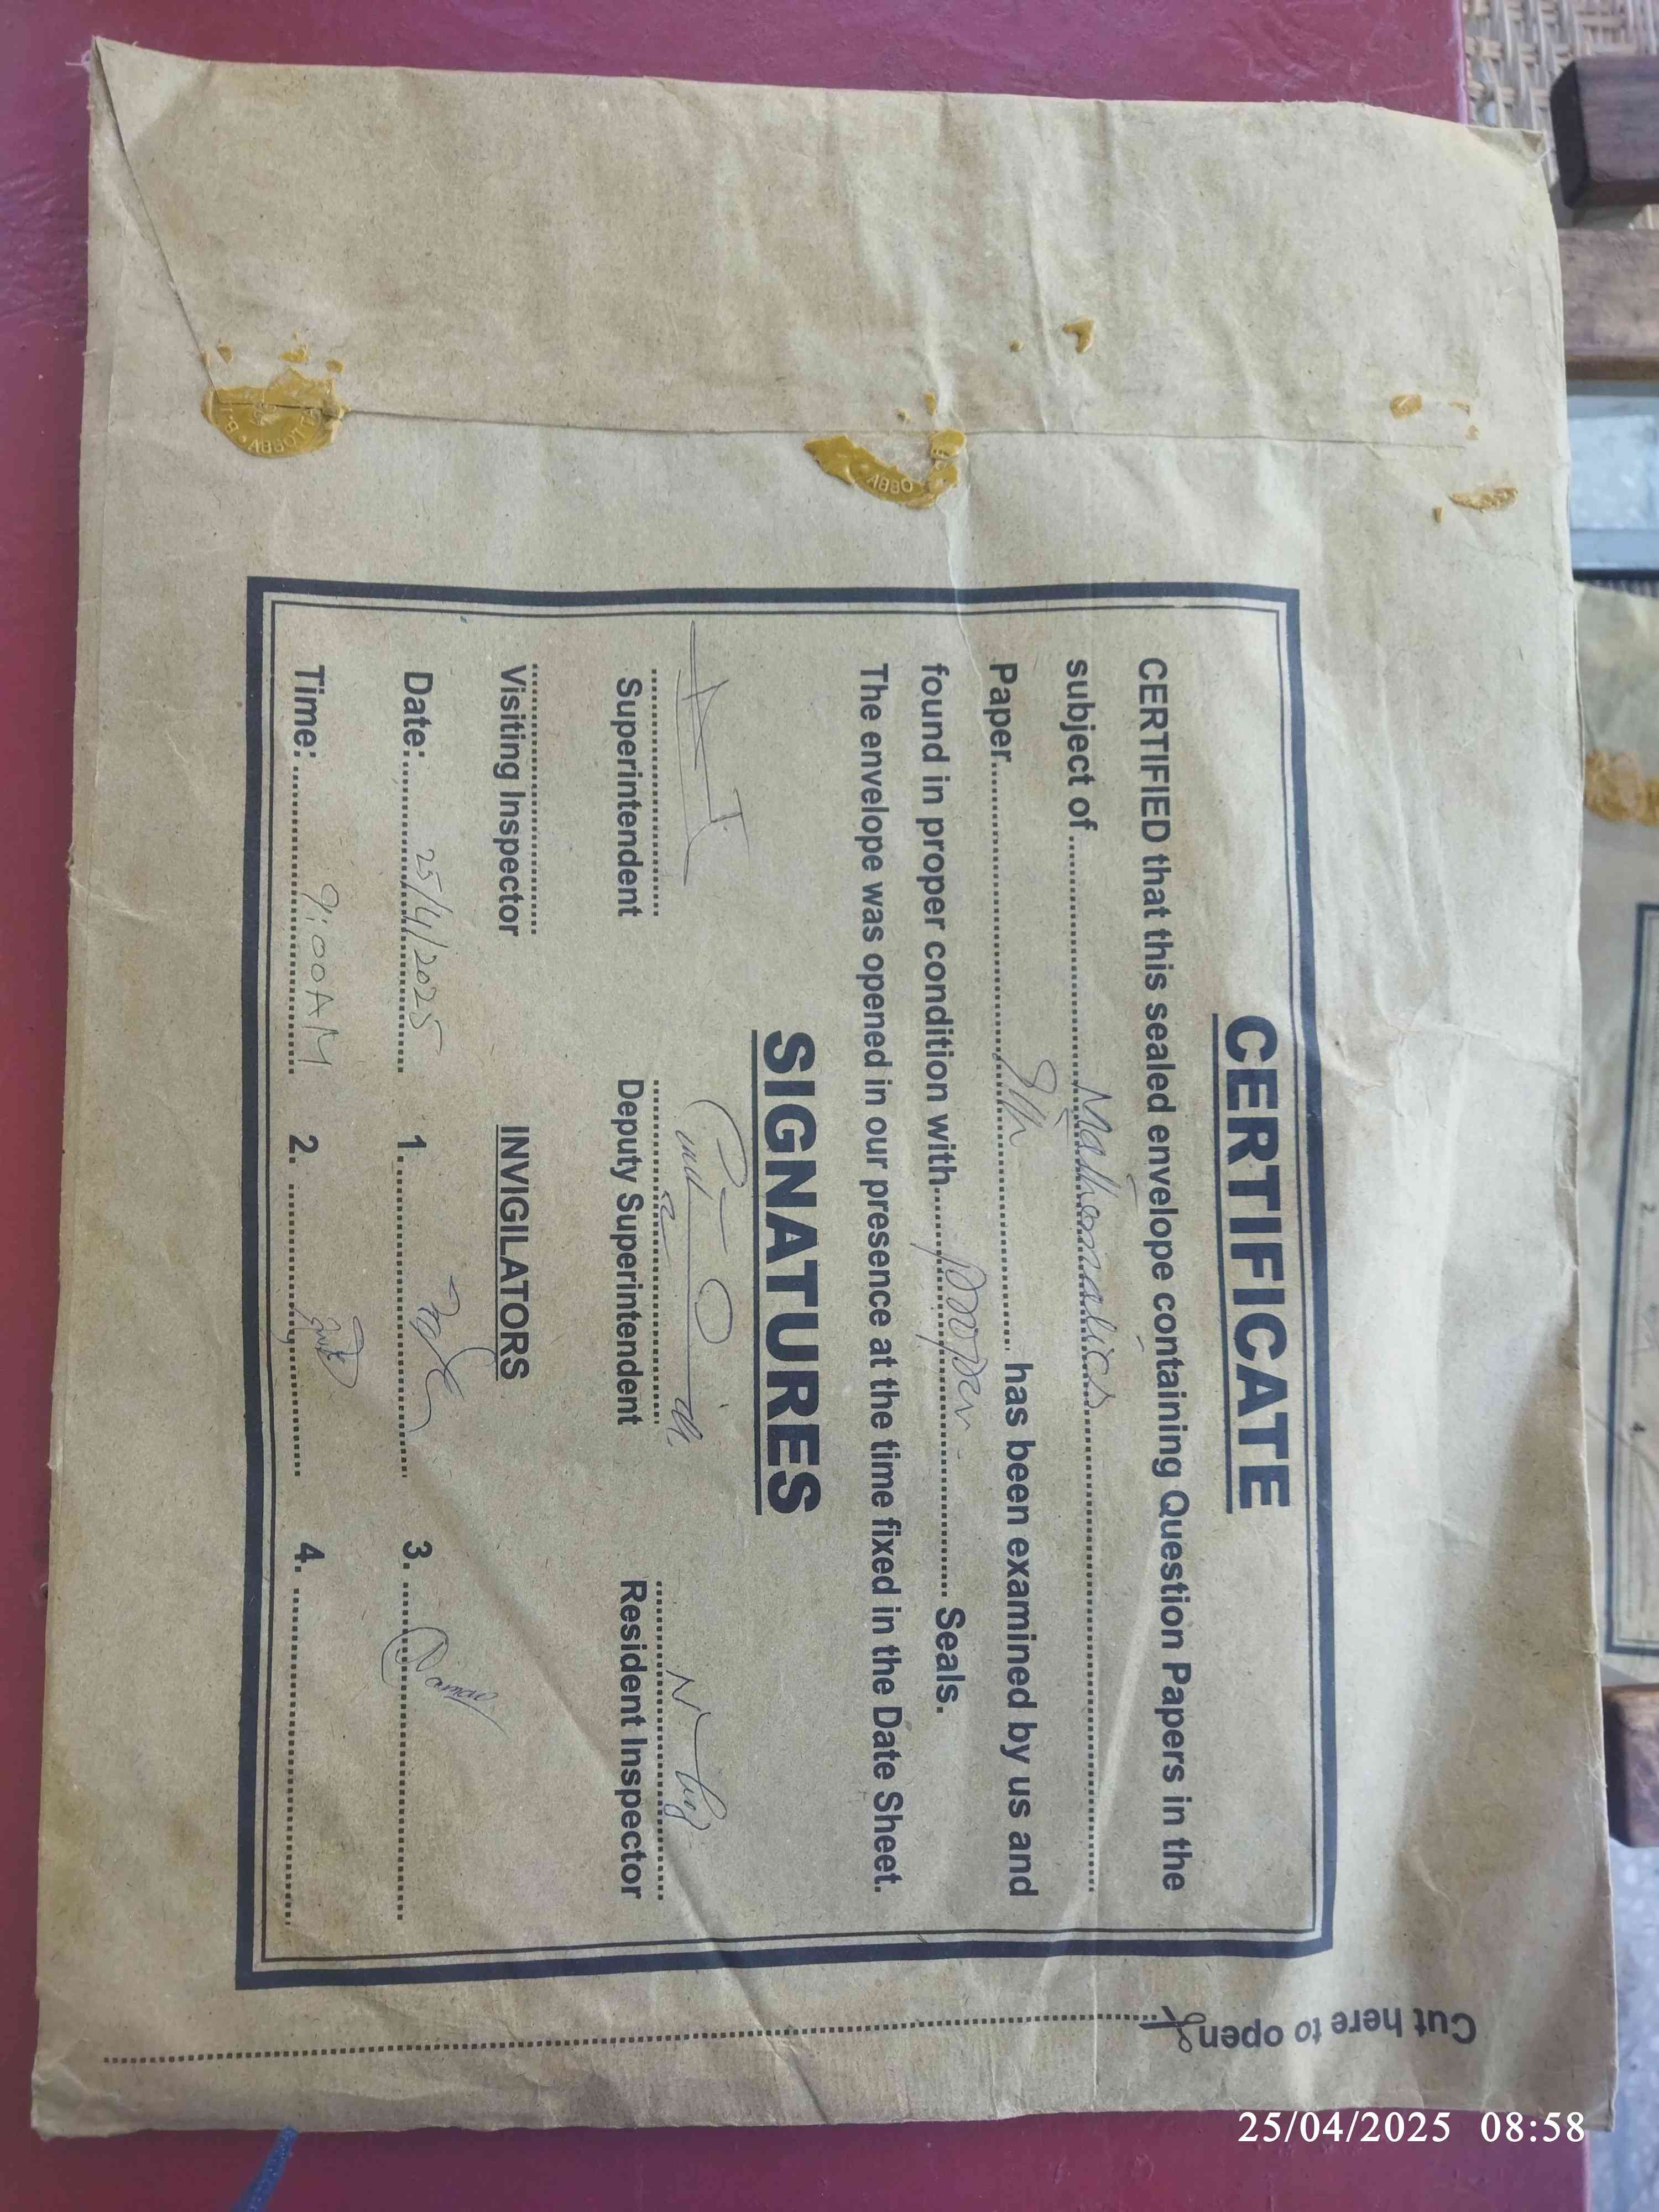 CERTIFICATE
CERTIFIED that this sealed envelope containing Question Papers in the
subject of Mathematics
Paper 9th has been examined by us and
found in proper condition with proper Seals.
The envelope was opened in our presence at the time fixed in the Date Sheet.
SIGNATURES
Superintendent Deputy Superintendent Resident Inspector
Visiting Inspector INVIGILATORS
Date: 25/4/2025 1. 3.
Time: 9:00AM 2. 4.
Cut here to open
25/04/2025 08:58